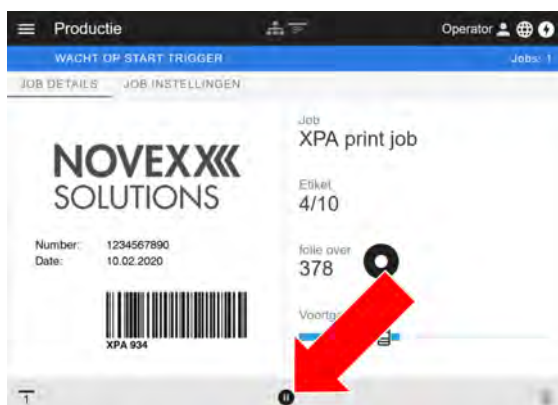 Productie
Operator
WACHT OP START TRIGGER
Jobs: 1
JOB DETAILS
JOB INSTELLINGEN
NOVEXX
SOLUTIONS
Number: 1234567890
Date: 10.02.2020
XPA 934
Job
XPA print job
Etiket
4/10
folie over
378
1